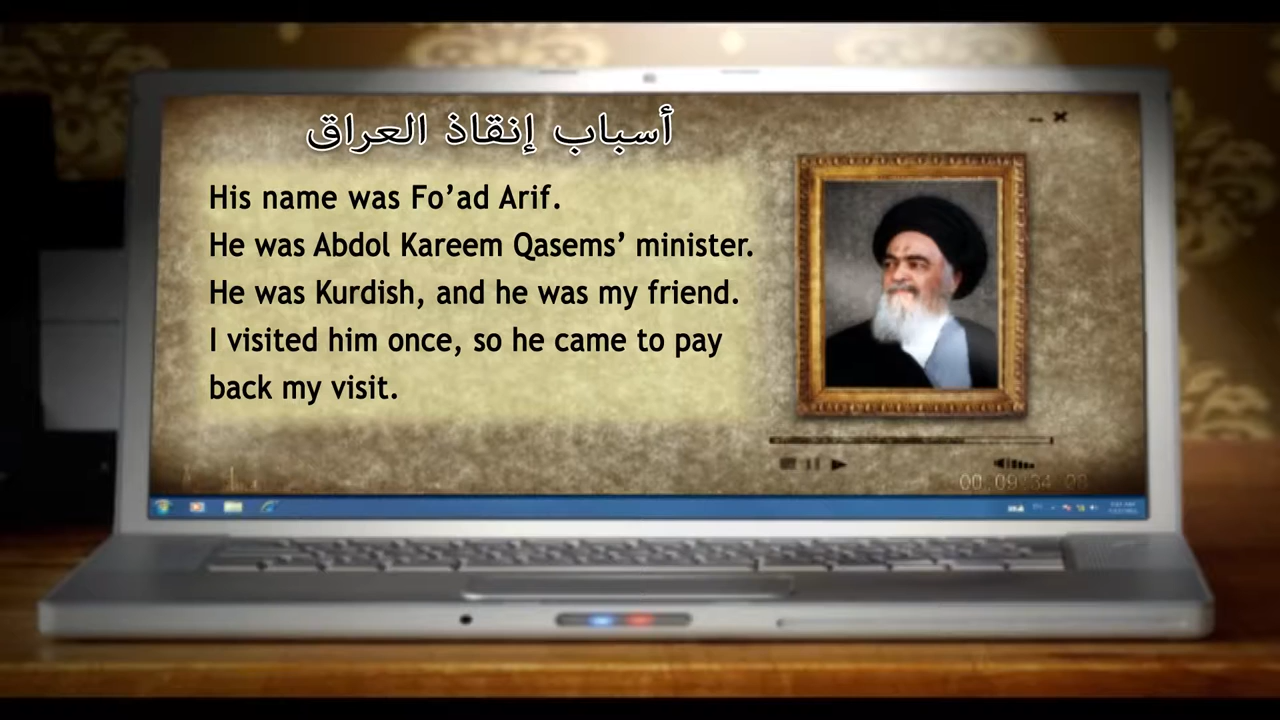 أسباب إنقاذ العراق
His name was Fo’ad Arif.
He was Abdol Kareem Qasems’ minister.
He was Kurdish, and he was my friend.
I visited him once, so he came to pay
back my visit.